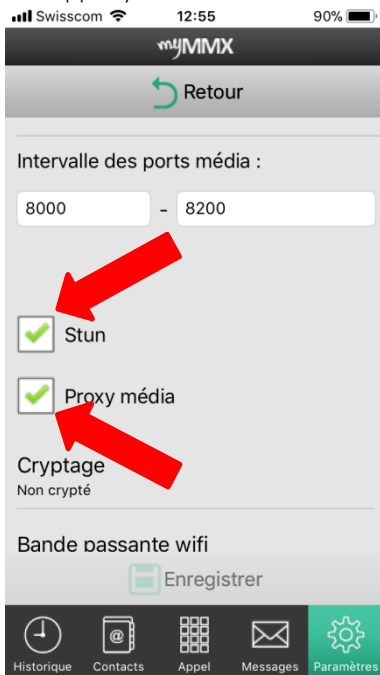 Swisscom 12:55 90%
myMMX
Retour
Intervalle des ports média :
8000 - 8200
Stun
Proxy média
Cryptage
Non crypté
Bande passante wifi
Enregistrer
Historique Contacts Appel Messages Paramètres